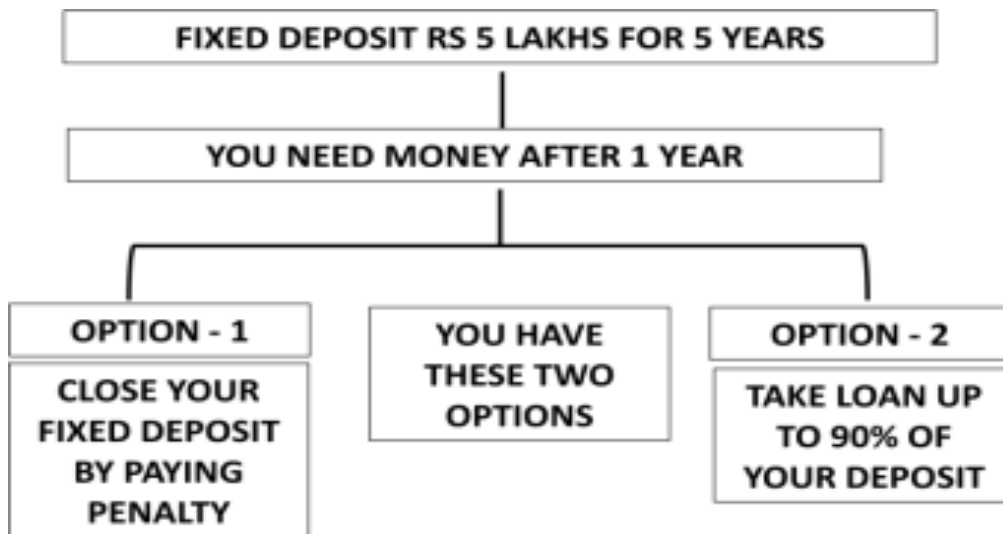 FIXED DEPOSIT RS 5 LAKHS FOR 5 YEARS
YOU NEED MONEY AFTER 1 YEAR
OPTION - 1
CLOSE YOUR
FIXED DEPOSIT
BY PAYING
PENALTY
YOU HAVE
THESE TWO
OPTIONS
OPTION - 2
TAKE LOAN UP
TO 90% OF
YOUR DEPOSIT